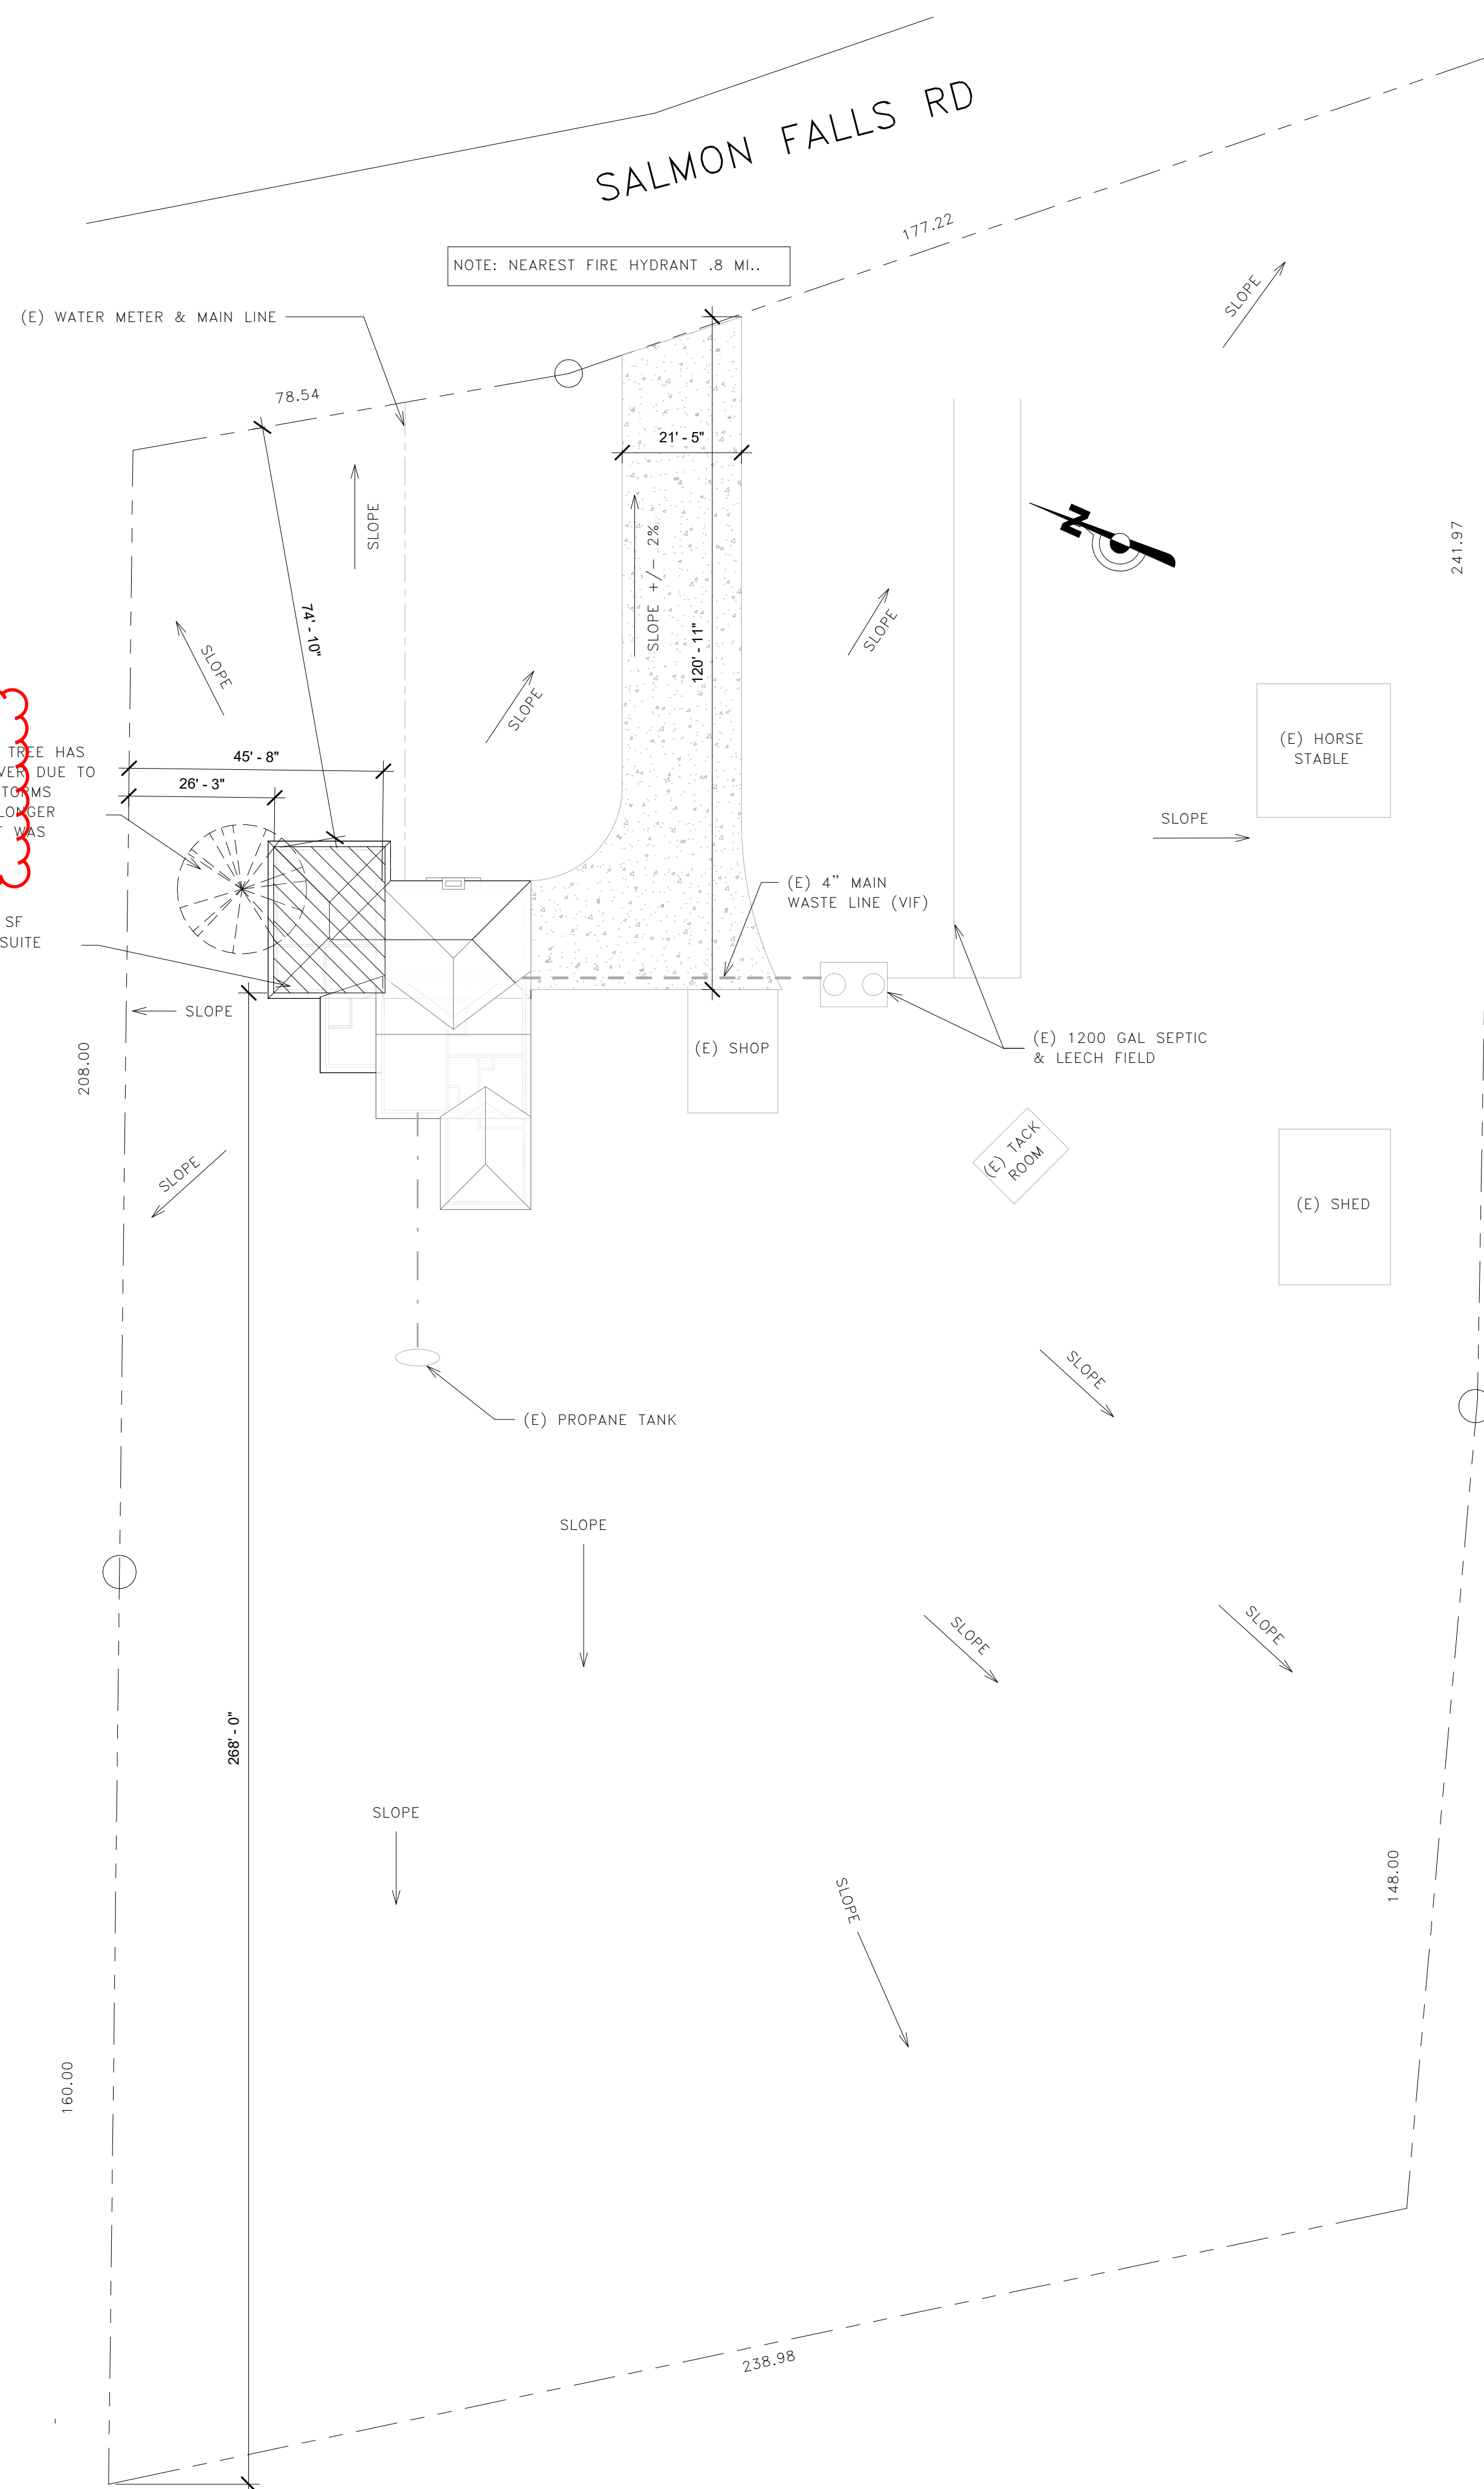 SALMON FALLS RD
177.22
NOTE: NEAREST FIRE HYDRANT .8 MI..
SLOPE
(E) WATER METER & MAIN LINE
78.54
21' - 5"
SLOPE
SLOPE +/- 2%
N
241.97
74' - 10"
120' - 11"
SLOPE
SLOPE
SLOPE
(E) HORSE
STABLE
TREE HAS
DUE TO
45' - 8"
26' - 3"
SLOPE
WAS
(E) 4” MAIN
WASTE LINE (VIF)
SF
SUITE
SLOPE
(E) SHOP
(E) 1200 GAL SEPTIC
& LEECH FIELD
208.00
(E) TACK
ROOM
SLOPE
(E) SHED
SLOPE
(E) PROPANE TANK
SLOPE
SLOPE
SLOPE
268' - 0"
SLOPE
SLOPE
148.00
160.00
238.98